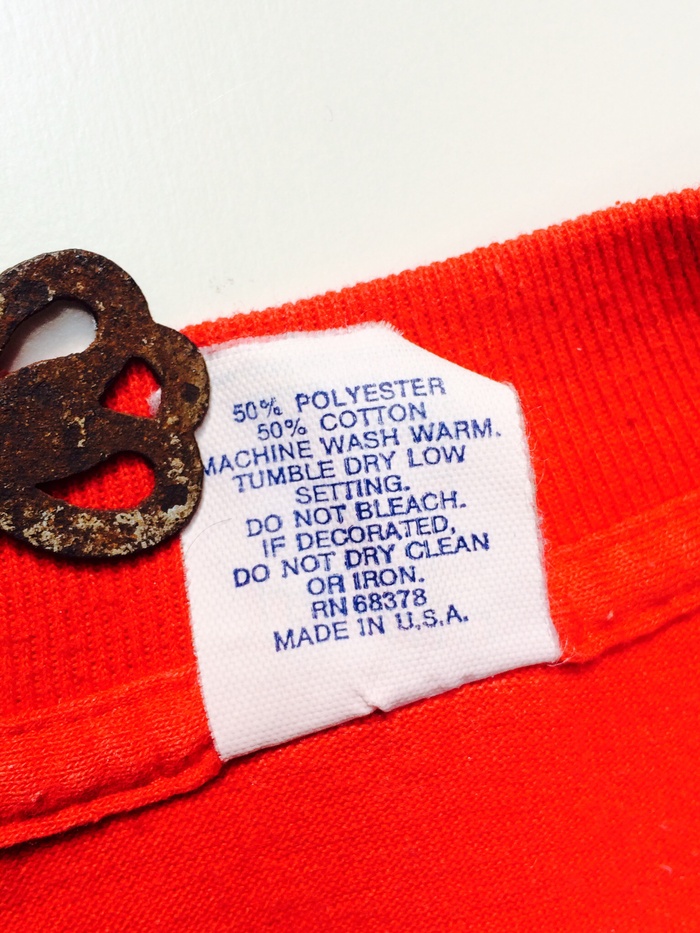 50% POLYESTER
50% COTTON
MACHINE WASH WARM.
TUMBLE DRY LOW
SETTING.
DO NOT BLEACH.
IF DECORATED,
DO NOT DRY CLEAN
OR IRON.
RN 68378
MADE IN U.S.A.